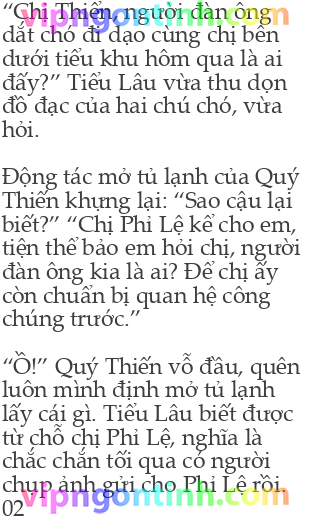 “Chị Thiến, người đàn ông
dắt chó đi dạo cùng chị bên
dưới tiểu khu hôm qua là ai
đấy?” Tiểu Lâu vừa thu dọn
đồ đạc của hai chú chó, vừa
hỏi.
Động tác mở tủ lạnh của Quý
Thiến khựng lại: “Sao cậu lại
biết?” “Chị Phỉ Lệ kể cho em,
tiện thể bảo em hỏi chị, người
đàn ông kia là ai? Để chị ấy
còn chuẩn bị quan hệ công
chúng trước.”
“Ồ!” Quý Thiến vỗ đầu, quên
luôn mình định mở tủ lạnh
lấy cái gì. Tiểu Lâu biết được
từ chỗ chị Phỉ Lệ, nghĩa là
chắc chắn tối qua có người
chụp ảnh gửi cho Phỉ Lệ rồi.
02
vipngontinh.com
vipngontinh.com